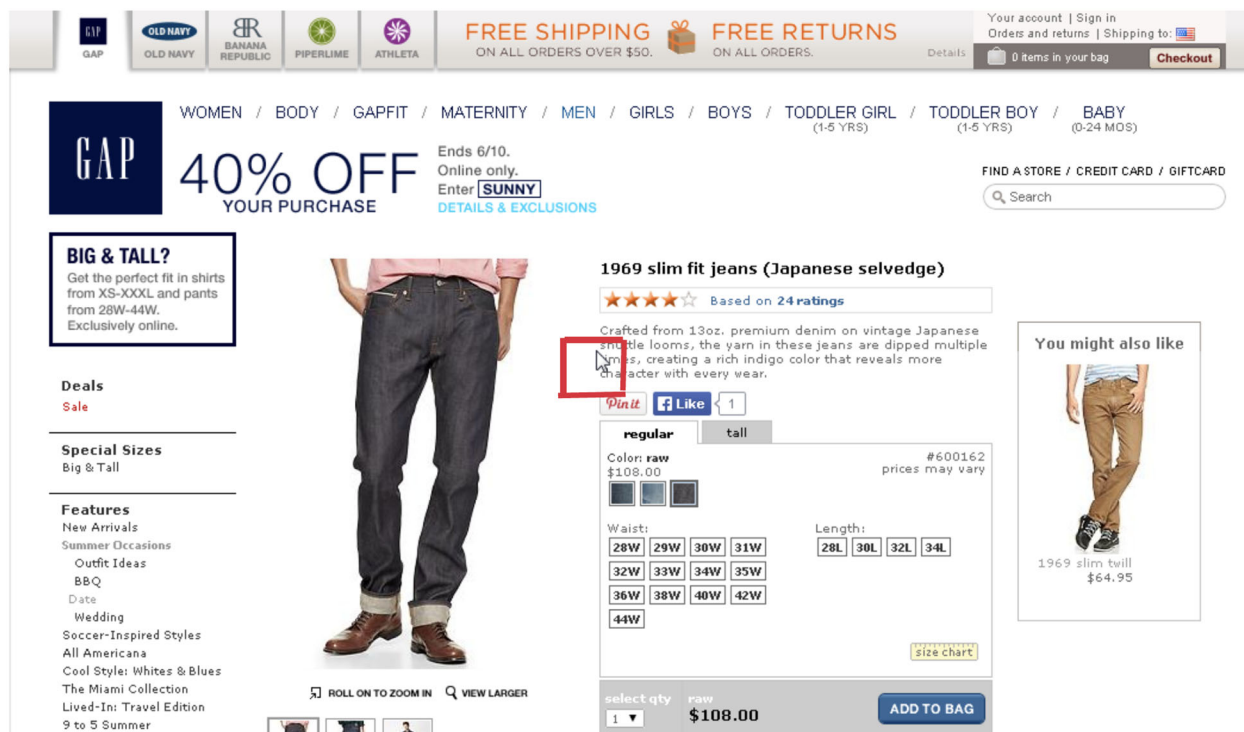 GAP
GAP
OLD NAVY
OLD NAVY
BR
BANANA
REPUBLIC
PIPERLIME
ATHLETA
FREE SHIPPING
ON ALL ORDERS OVER $50.
FREE RETURNS
ON ALL ORDERS.
Details
Your account | Sign in
Orders and returns | Shipping to:
0 items in your bag
Checkout
GAP
WOMEN / BODY / GAPFIT / MATERNITY / MEN / GIRLS / BOYS / TODDLER GIRL / TODDLER BOY / BABY
(1-5 YRS) (1-5 YRS) (0-24 MOS)
40% OFF
YOUR PURCHASE
Ends 6/10.
Online only.
Enter SUNNY
DETAILS & EXCLUSIONS
FIND A STORE / CREDIT CARD / GIFTCARD
Search
BIG & TALL?
Get the perfect fit in shirts
from XS-XXXL and pants
from 28W-44W.
Exclusively online.
Deals
Sale
Special Sizes
Big & Tall
Features
New Arrivals
Summer Occasions
Outfit Ideas
BBQ
Date
Wedding
Soccer-Inspired Styles
All Americana
Cool Style: Whites & Blues
The Miami Collection
Lived-In: Travel Edition
9 to 5 Summer
ROLL ON TO ZOOM IN
VIEW LARGER
1969 slim fit jeans (Japanese selvedge)
Based on 24 ratings
Crafted from 13oz. premium denim on vintage Japanese
shuttle looms, the yarn in these jeans are dipped multiple
times, creating a rich indigo color that reveals more
character with every wear.
Pin it
Like
1
regular
tall
Color: raw
$108.00
#600162
prices may vary
Waist:
28W 29W 30W 31W
32W 33W 34W 35W
36W 38W 40W 42W
44W
Length:
28L 30L 32L 34L
size chart
select qty
1
raw
$108.00
ADD TO BAG
You might also like
1969 slim twill
$64.95